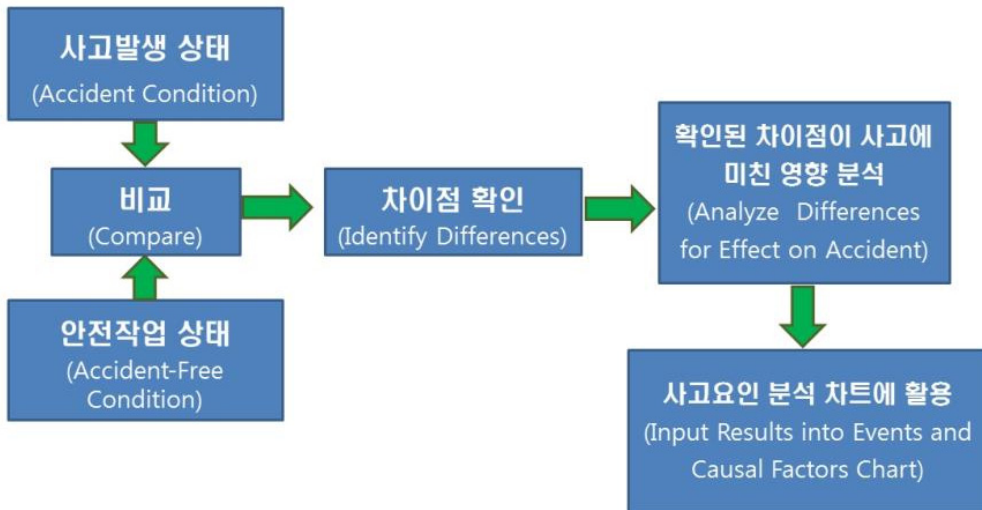 사고발생 상태
(Accident Condition)
비교
(Compare)
안전작업 상태
(Accident-Free
Condition)
차이점 확인
(Identify Differences)
확인된 차이점이 사고에
미친 영향 분석
(Analyze Differences
for Effect on Accident)
사고요인 분석 차트에 활용
(Input Results into Events and
Causal Factors Chart)